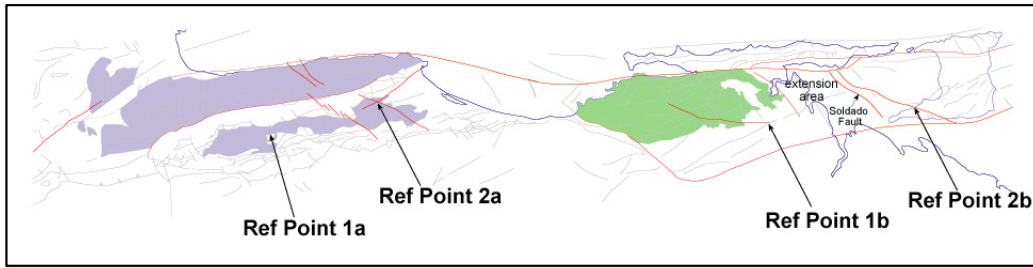 extension
area
Soldado
Fault
Ref Point 2a
Ref Point 2b
Ref Point 1b
Ref Point 1a